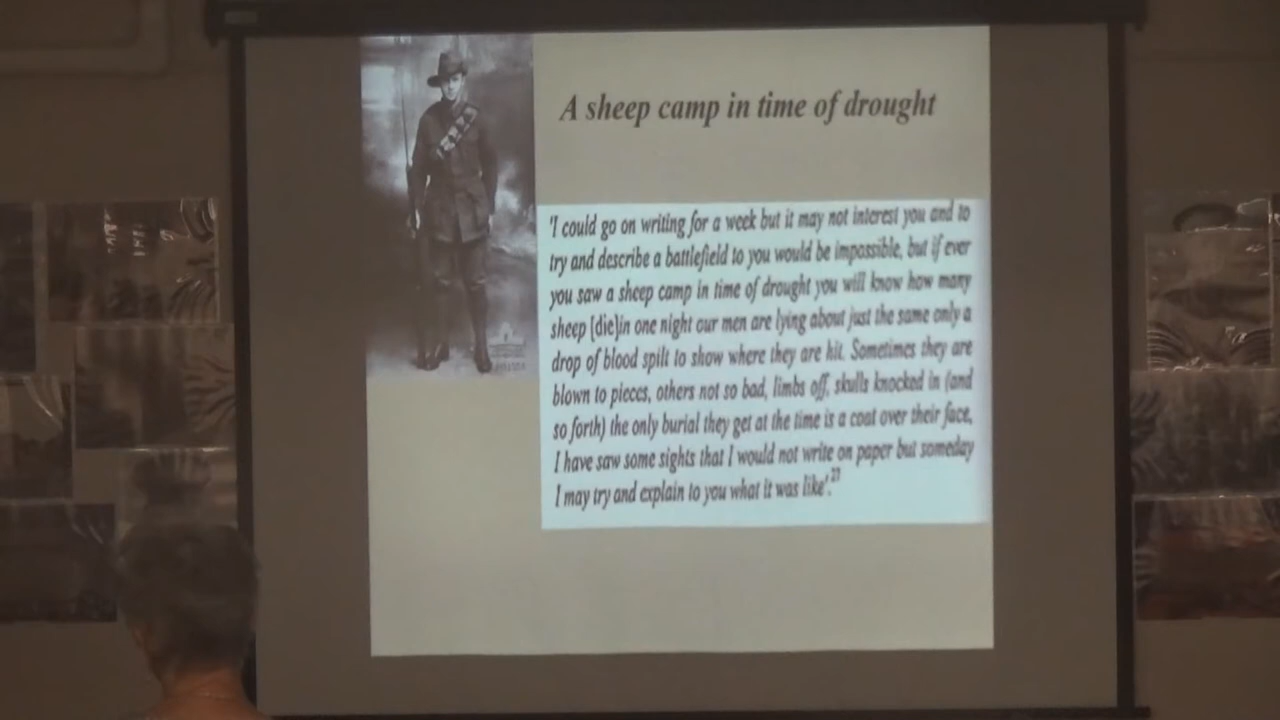 A sheep camp in time of drought
'I could go on writing for a week but it may not interest you and to
try and describe a battlefield to you would be impossible, but if ever
you saw a sheep camp in time of drought you will know how many
sheep [die]in one night our men are lying about just the same only a
drop of blood spilt to show where they are hit. Sometimes they are
blown to pieces, others not so bad, limbs off, skulls knocked in (and
so forth) the only burial they get at the time is a coat over their face,
I have saw some sights that I would not write on paper but someday
I may try and explain to you what it was like'.